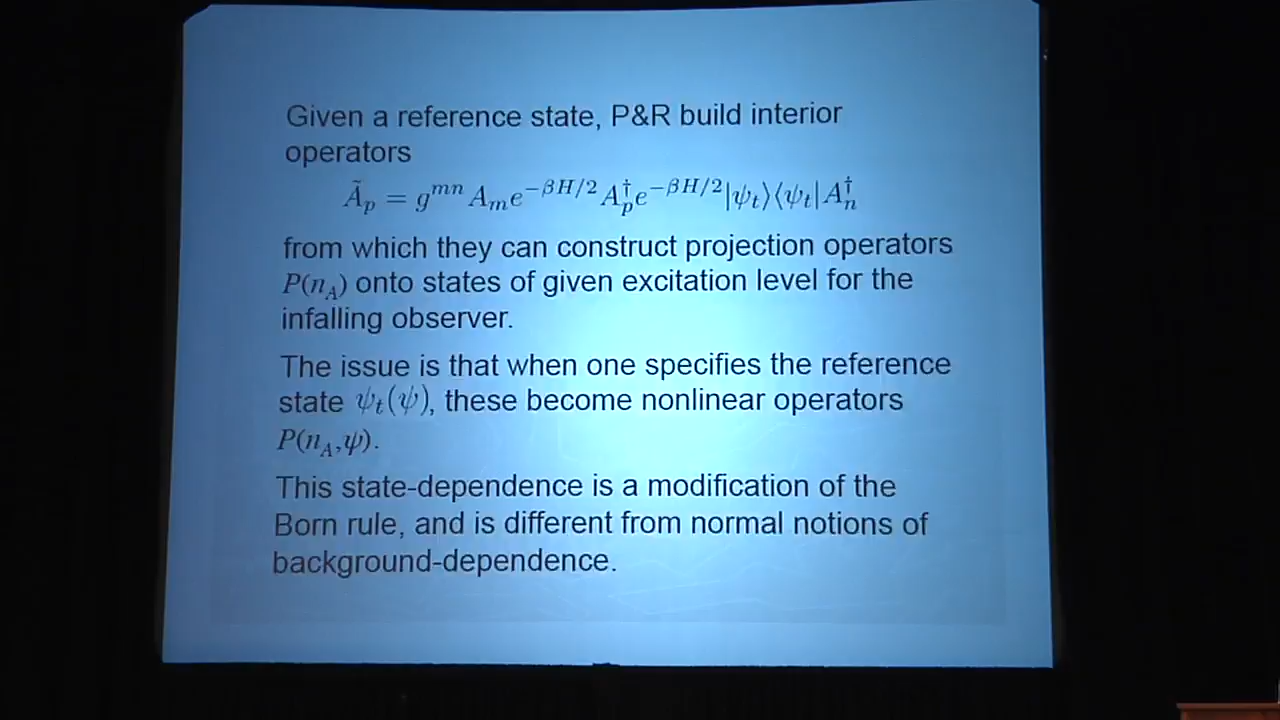 Given a reference state, P&R build interior
operators
Ã_p = g^{mn} A_m e^{−βH/2} A_p^† e^{−βH/2} |ψ_t⟩⟨ψ_t| A_n^†
from which they can construct projection operators
P(n_A) onto states of given excitation level for the
infalling observer.
The issue is that when one specifies the reference
state ψ_t(ψ), these become nonlinear operators
P(n_A,ψ).
This state-dependence is a modification of the
Born rule, and is different from normal notions of
background-dependence.